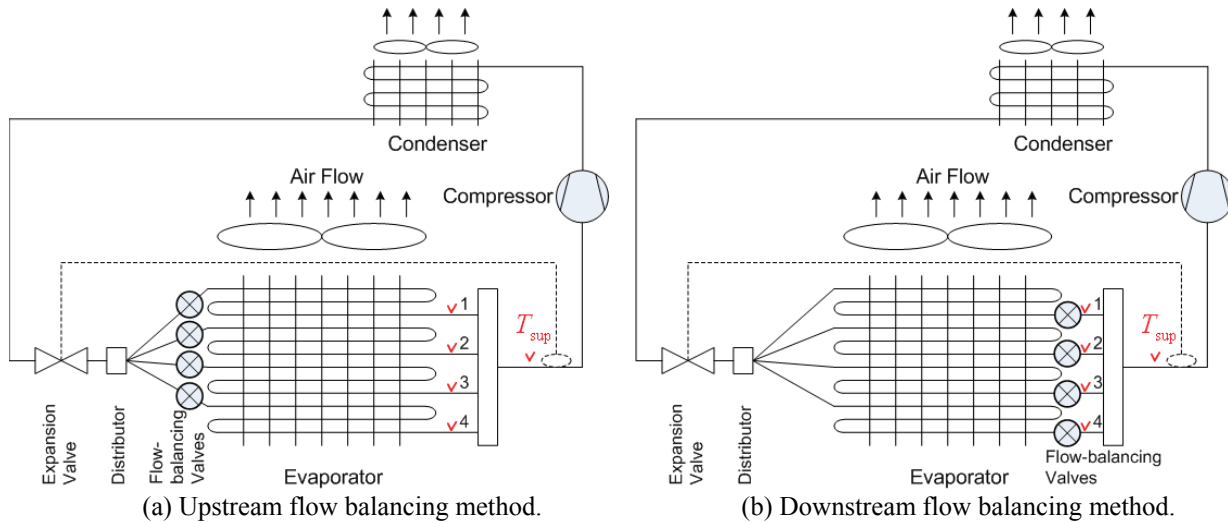 Condenser
Air Flow
Compressor
1
2
3
4
T_sup
Expansion
Valve
Distributor
Flow-
balancing
Valves
Evaporator
(a) Upstream flow balancing method.
Condenser
Air Flow
Compressor
1
2
3
4
T_sup
Expansion
Valve
Distributor
Evaporator
Flow-balancing
Valves
(b) Downstream flow balancing method.